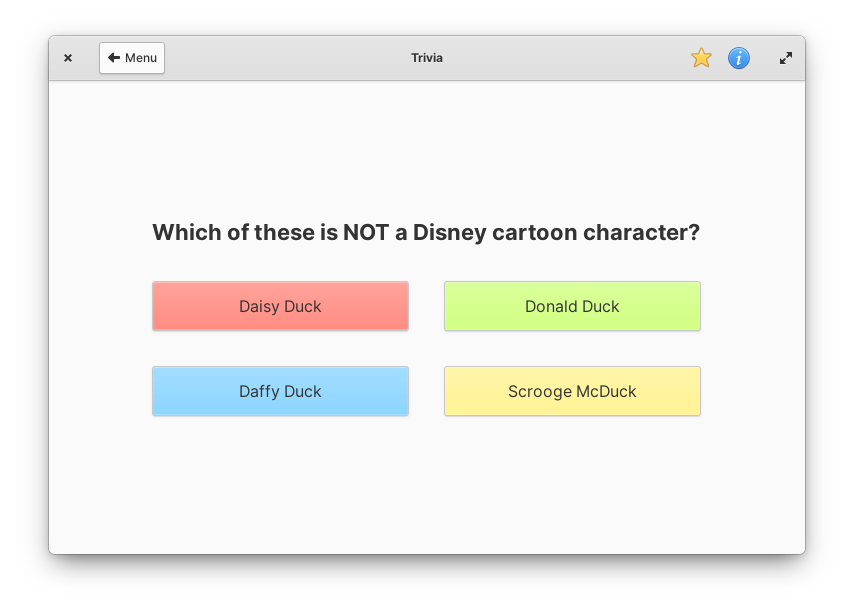 Menu
Trivia
Which of these is NOT a Disney cartoon character?
Daisy Duck
Donald Duck
Daffy Duck
Scrooge McDuck